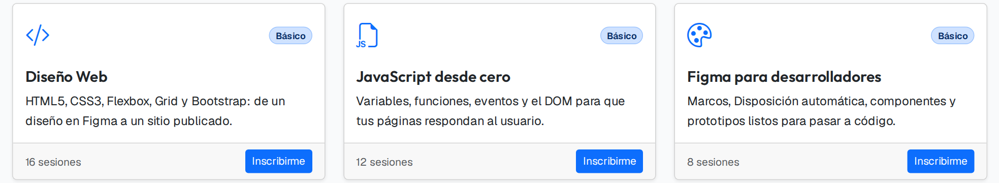 Básico
Diseño Web
HTML5, CSS3, Flexbox, Grid y Bootstrap: de un
diseño en Figma a un sitio publicado.
16 sesiones
Inscribirme
JS
Básico
JavaScript desde cero
Variables, funciones, eventos y el DOM para que
tus páginas respondan al usuario.
12 sesiones
Inscribirme
Básico
Figma para desarrolladores
Marcos, Disposición automática, componentes y
prototipos listos para pasar a código.
8 sesiones
Inscribirme